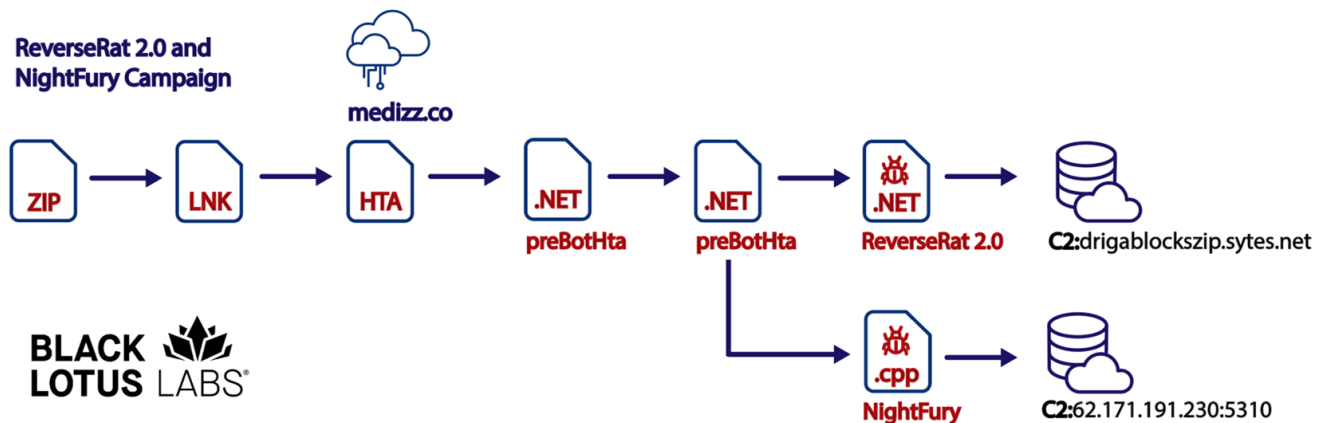 ReverseRat 2.0 and
NightFury Campaign
medizz.co
ZIP
LNK
HTA
.NET
.NET
.NET
preBotHta
preBotHta
ReverseRat 2.0
C2:drigablockszip.sytes.net
BLACK
LOTUS LABS®
.cpp
NightFury
C2:62.171.191.230:5310